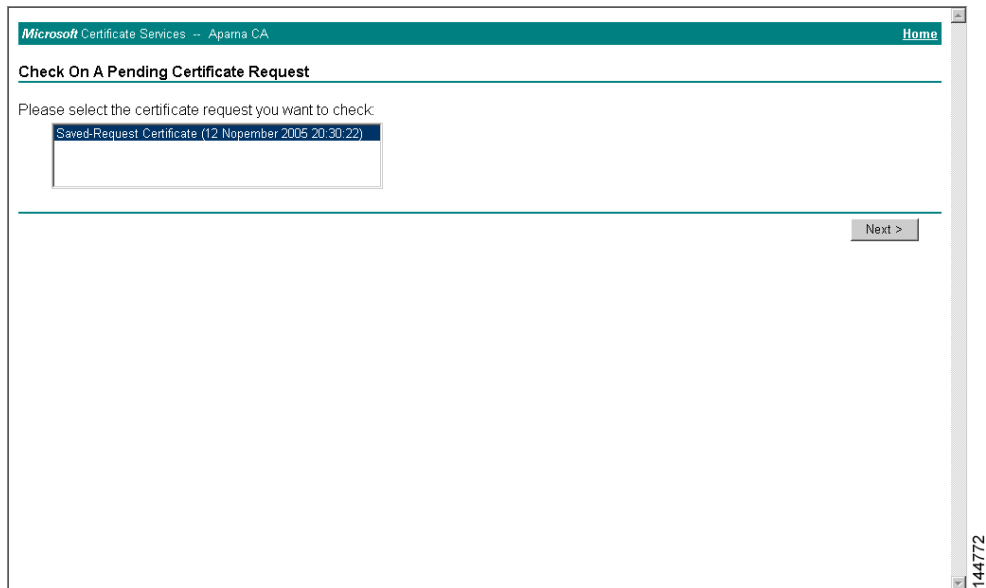 Microsoft Certificate Services -- Aparna CA Home
Check On A Pending Certificate Request
Please select the certificate request you want to check:
Saved-Request Certificate (12 Nopember 2005 20:30:22)
Next >
144772